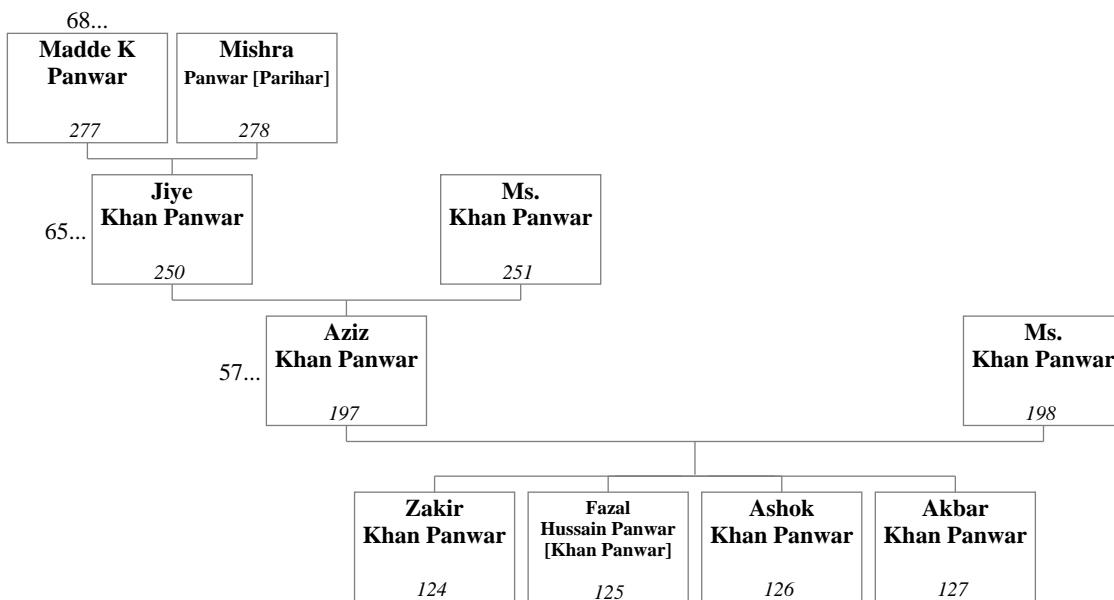 68...
Madde K
Panwar
277
Mishra
Panwar [Parihar]
278
65...
Jiye
Khan Panwar
250
Ms.
Khan Panwar
251
57...
Aziz
Khan Panwar
197
Ms.
Khan Panwar
198
Zakir
Khan Panwar
124
Fazal
Hussain Panwar
[Khan Panwar]
125
Ashok
Khan Panwar
126
Akbar
Khan Panwar
127